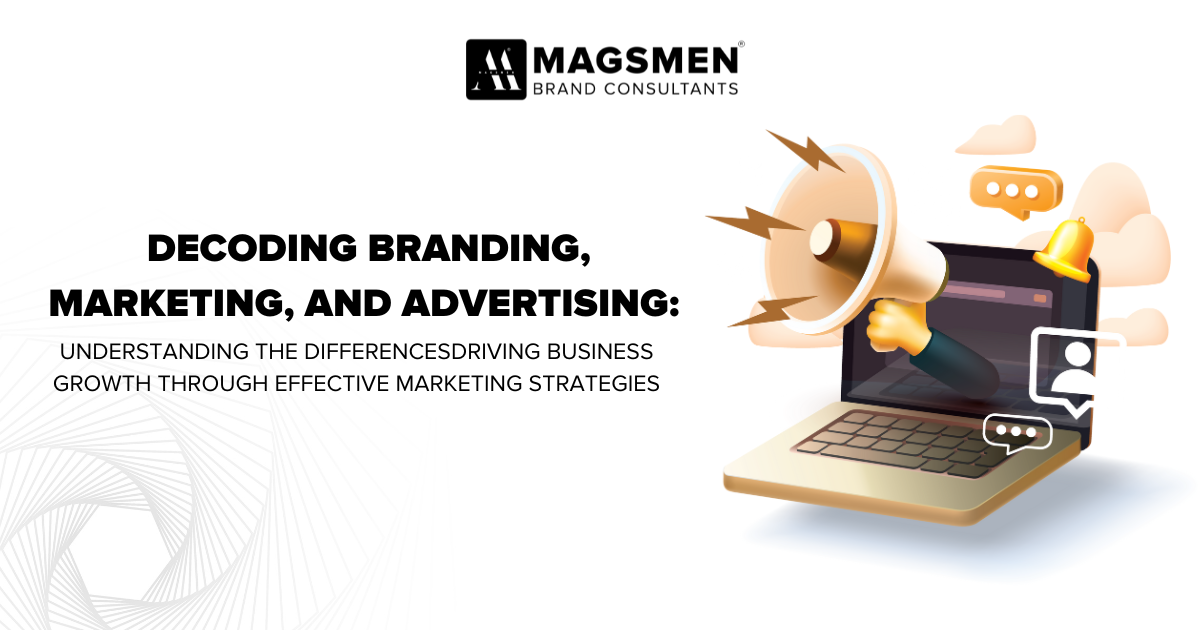 MAGSMEN®
BRAND CONSULTANTS
DECODING BRANDING,
MARKETING, AND ADVERTISING:
UNDERSTANDING THE DIFFERENCESDRIVING BUSINESS
GROWTH THROUGH EFFECTIVE MARKETING STRATEGIES